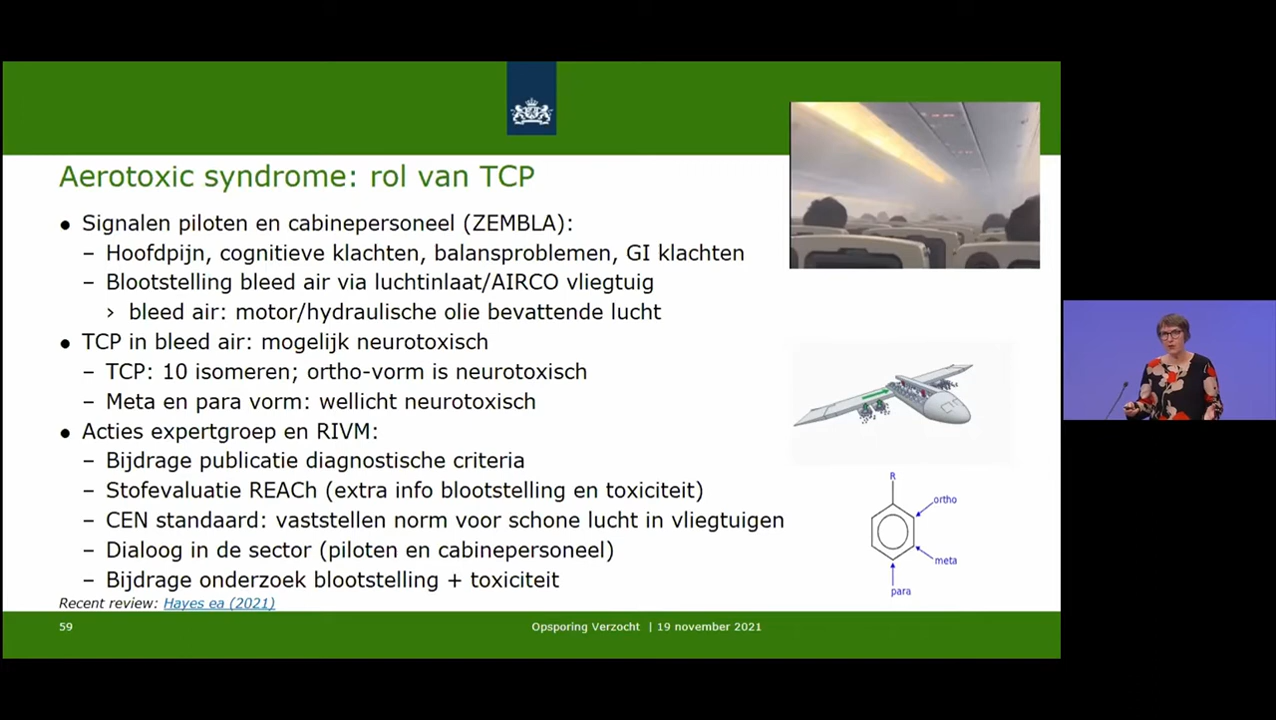 Aerotoxic syndrome: rol van TCP
● Signalen piloten en cabinepersoneel (ZEMBLA):
– Hoofdpijn, cognitieve klachten, balansproblemen, GI klachten
– Blootstelling bleed air via luchtinlaat/AIRCO vliegtuig
› bleed air: motor/hydraulische olie bevattende lucht
● TCP in bleed air: mogelijk neurotoxisch
– TCP: 10 isomeren; ortho-vorm is neurotoxisch
– Meta en para vorm: wellicht neurotoxisch
● Acties expertgroep en RIVM:
– Bijdrage publicatie diagnostische criteria
– Stofevaluatie REACh (extra info blootstelling en toxiciteit)
– CEN standaard: vaststellen norm voor schone lucht in vliegtuigen
– Dialoog in de sector (piloten en cabinepersoneel)
– Bijdrage onderzoek blootstelling + toxiciteit
Recent review: Hayes ea (2021)
R
ortho
meta
para
59
Opsporing Verzocht | 19 november 2021